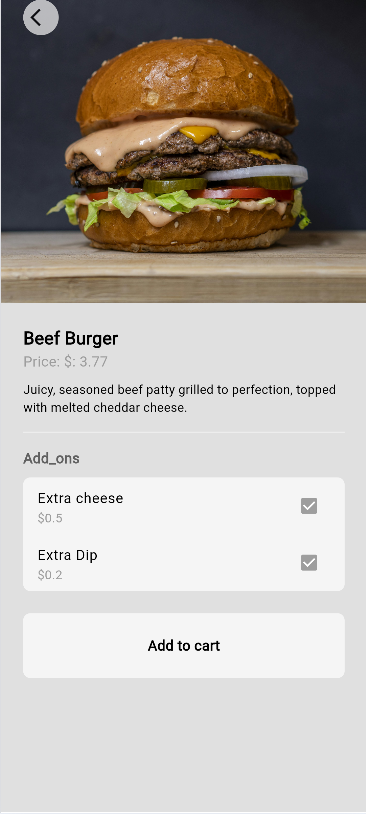 Beef Burger
Price: $: 3.77
Juicy, seasoned beef patty grilled to perfection, topped
with melted cheddar cheese.
Add_ons
Extra cheese
$0.5
Extra Dip
$0.2
Add to cart